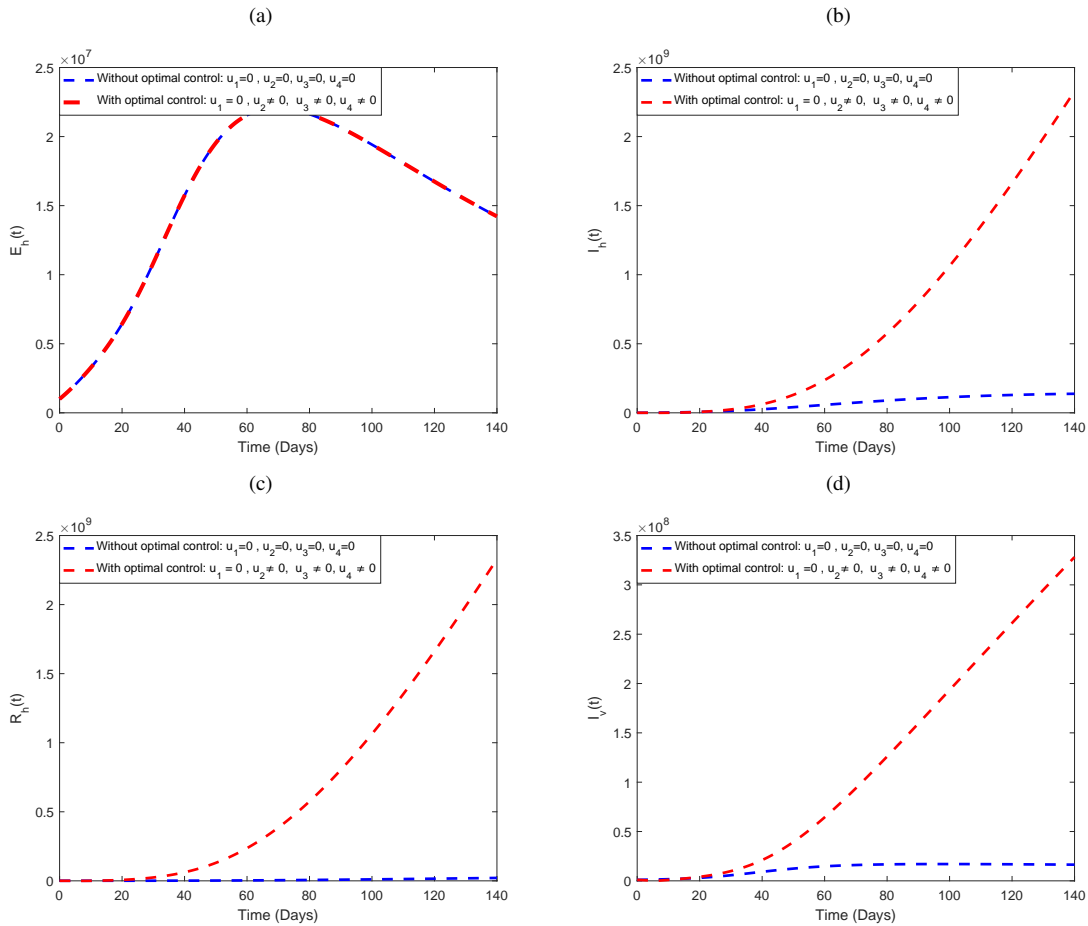 (a)
×10^7
Without optimal control: u_1=0 , u_2=0, u_3=0, u_4=0
With optimal control: u_1 = 0 , u_2 ≠ 0, u_3 ≠ 0, u_4 ≠ 0
2.5
2
1.5
1
0.5
0
E_h(t)
0 20 40 60 80 100 120 140
Time (Days)
(b)
×10^9
Without optimal control: u_1=0 , u_2=0, u_3=0, u_4=0
With optimal control: u_1 = 0 , u_2 ≠ 0, u_3 ≠ 0, u_4 ≠ 0
2.5
2
1.5
1
0.5
0
I_h(t)
0 20 40 60 80 100 120 140
Time (Days)
(c)
×10^9
Without optimal control: u_1=0 , u_2=0, u_3=0, u_4=0
With optimal control: u_1 = 0 , u_2 ≠ 0, u_3 ≠ 0, u_4 ≠ 0
2.5
2
1.5
1
0.5
0
R_h(t)
0 20 40 60 80 100 120 140
Time (Days)
(d)
×10^8
Without optimal control: u_1=0 , u_2=0, u_3=0, u_4=0
With optimal control: u_1 = 0 , u_2 ≠ 0, u_3 ≠ 0, u_4 ≠ 0
3.5
3
2.5
2
1.5
1
0.5
0
I_v(t)
0 20 40 60 80 100 120 140
Time (Days)